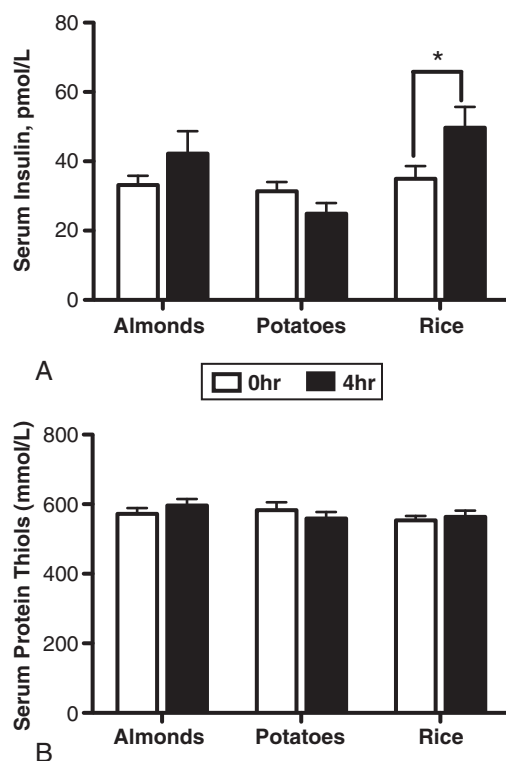 Serum Insulin, pmol/L
80
60
40
20
0
*
Almonds Potatoes Rice
A
0hr 4hr
Serum Protein Thiols (mmol/L)
800
600
400
200
0
Almonds Potatoes Rice
B